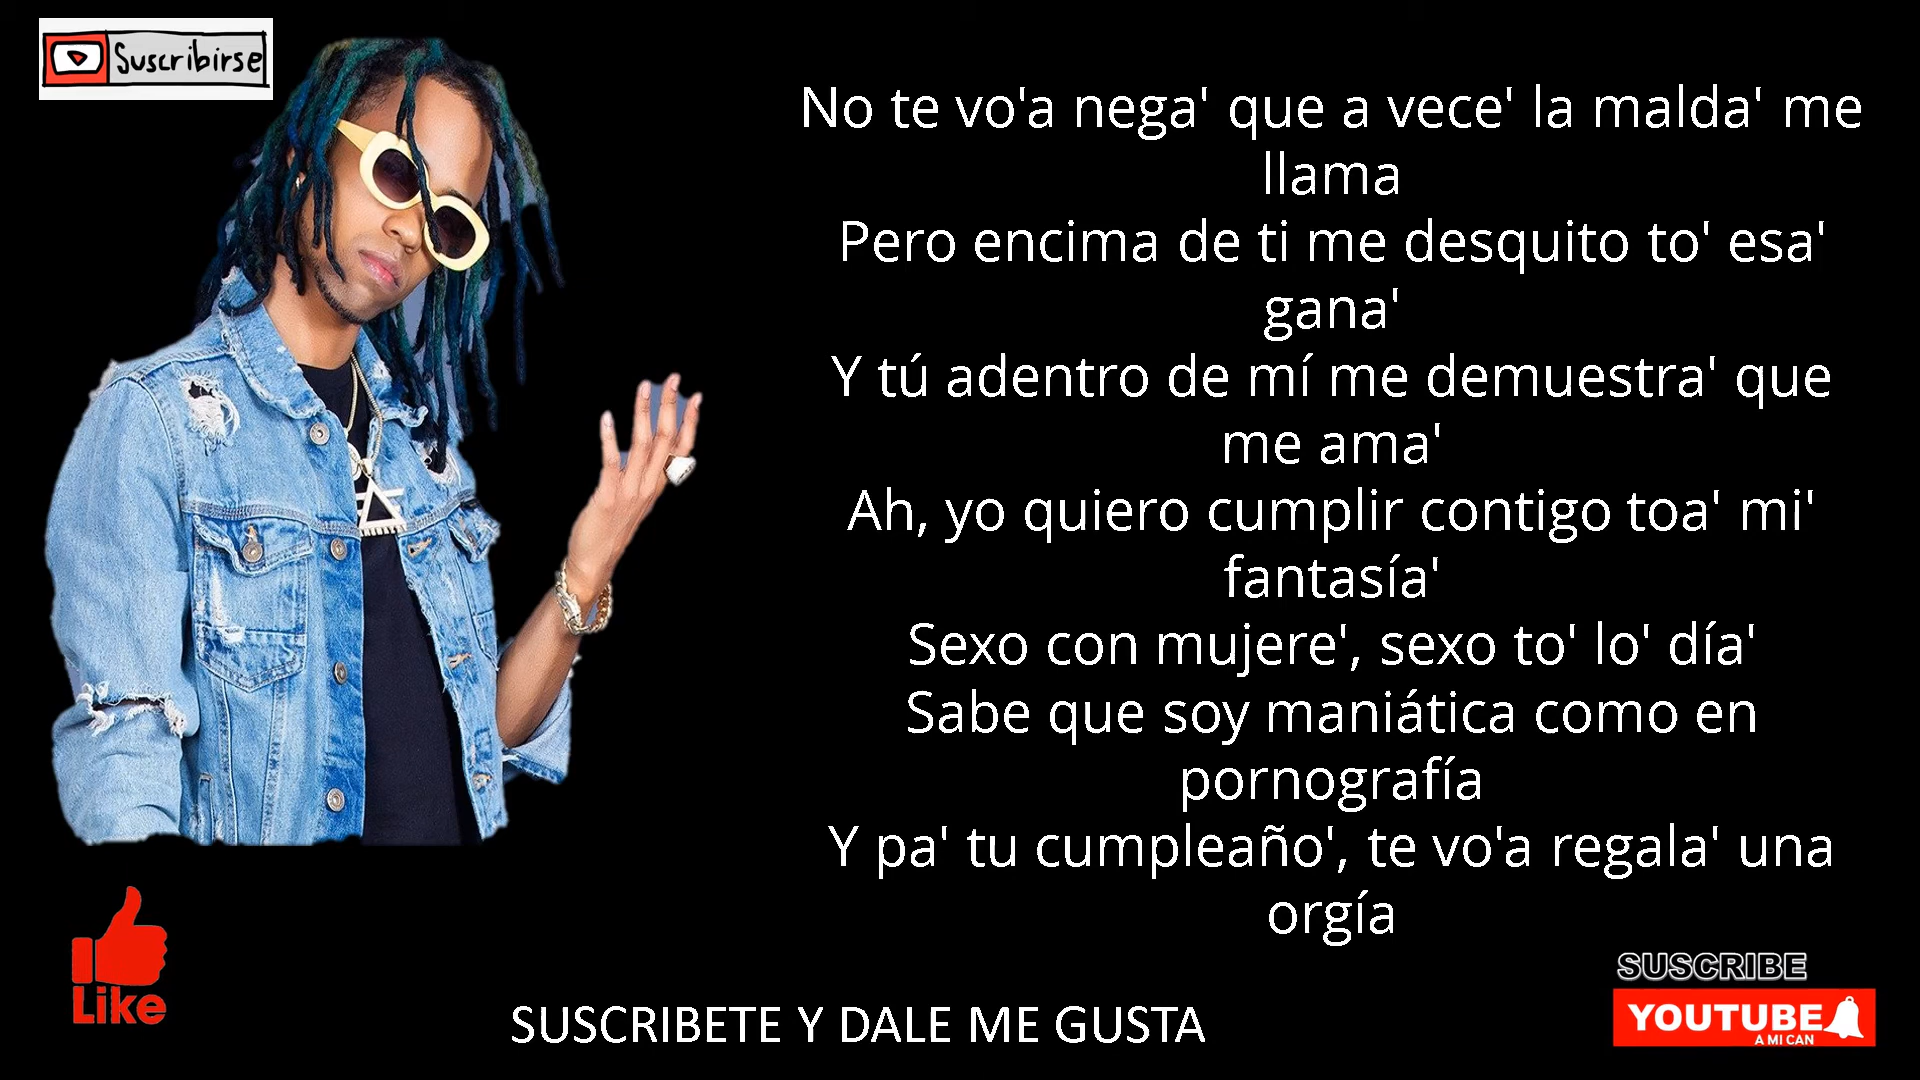 Suscribirse
No te vo'a nega' que a vece' la malda' me
llama
Pero encima de ti me desquito to' esa'
gana'
Y tú adentro de mí me demuestra' que
me ama'
Ah, yo quiero cumplir contigo toa' mi'
fantasía'
Sexo con mujere', sexo to' lo' día'
Sabe que soy maniática como en
pornografía
Y pa' tu cumpleaño', te vo'a regala' una
orgía
Like
SUSCRIBETE Y DALE ME GUSTA
SUSCRIBE
YOUTUBE
A MI CAN